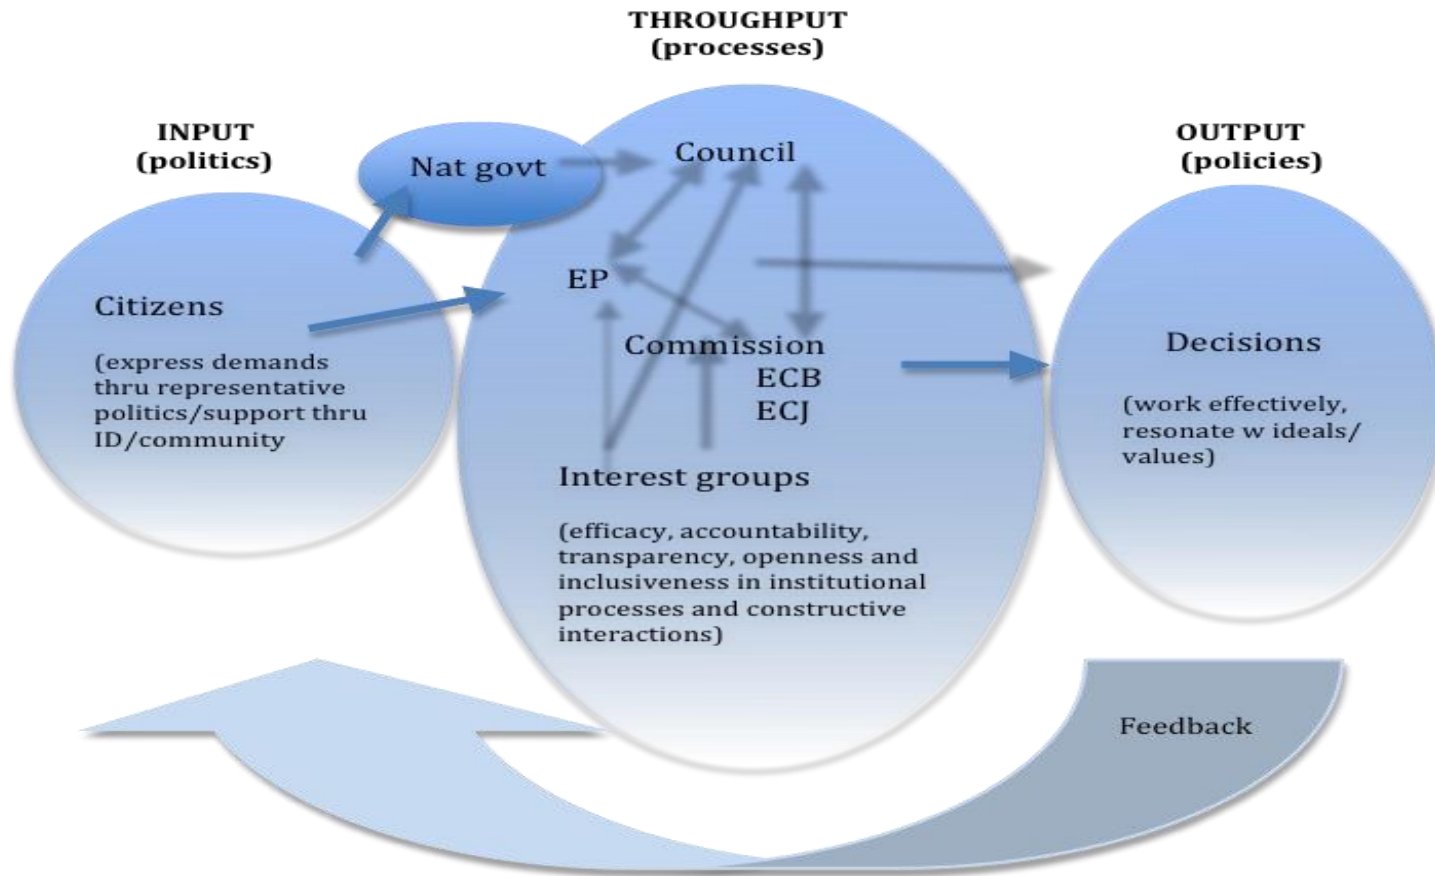 THROUGHPUT
(processes)
INPUT
(politics)
OUTPUT
(policies)
Nat govt
Council
EP
Citizens
(express demands
thru representative
politics/support thru
ID/community
Commission
ECB
ECJ
Interest groups
(efficacy, accountability,
transparency, openness and
inclusiveness in institutional
processes and constructive
interactions)
Decisions
(work effectively,
resonate w ideals/
values)
Feedback